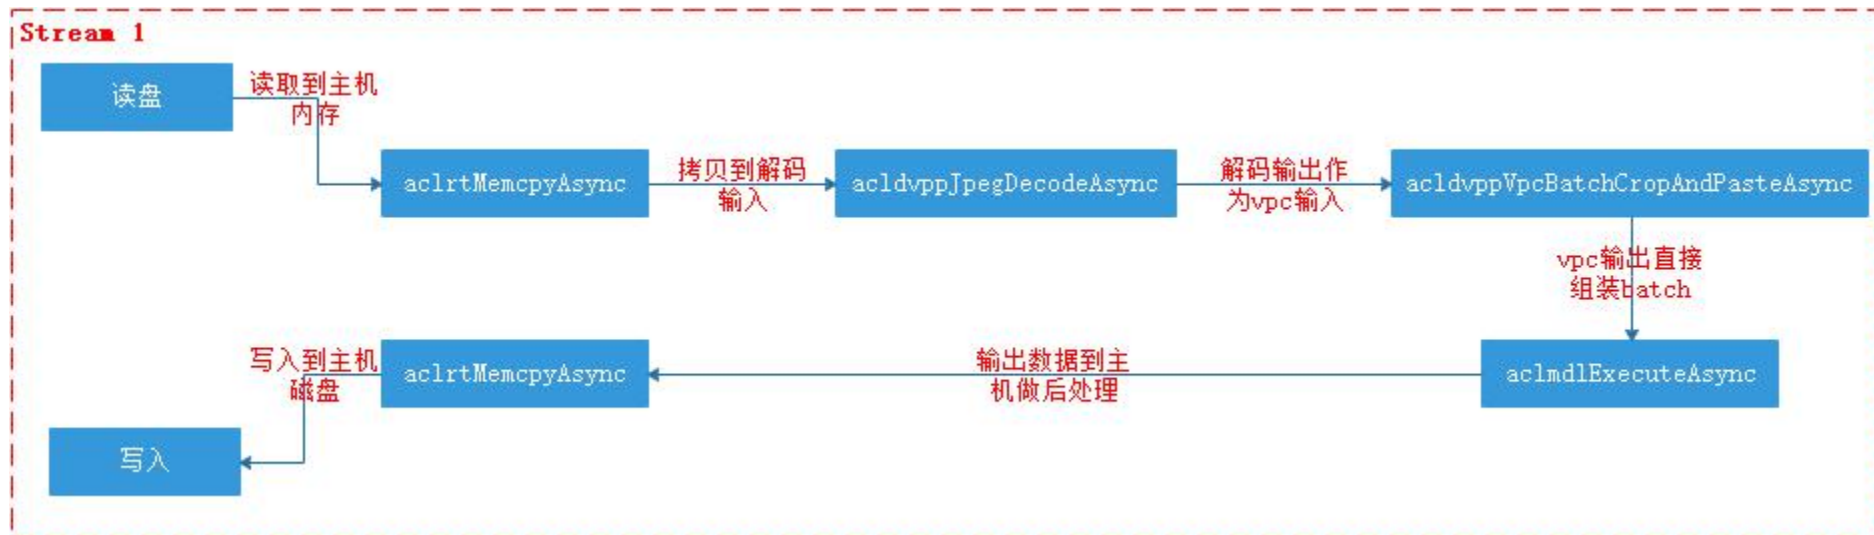 Stream 1
读盘
读取到主机
内存
aclrtMemcpyAsync
拷贝到解码
输入
acldvppJpegDecodeAsync
解码输出作
为vpc输入
acldvppVpcBatchCropAndPasteAsync
vpc输出直接
组装batch
aclmdlExecuteAsync
输出数据到主
机做后处理
aclrtMemcpyAsync
写入到主机
磁盘
写入